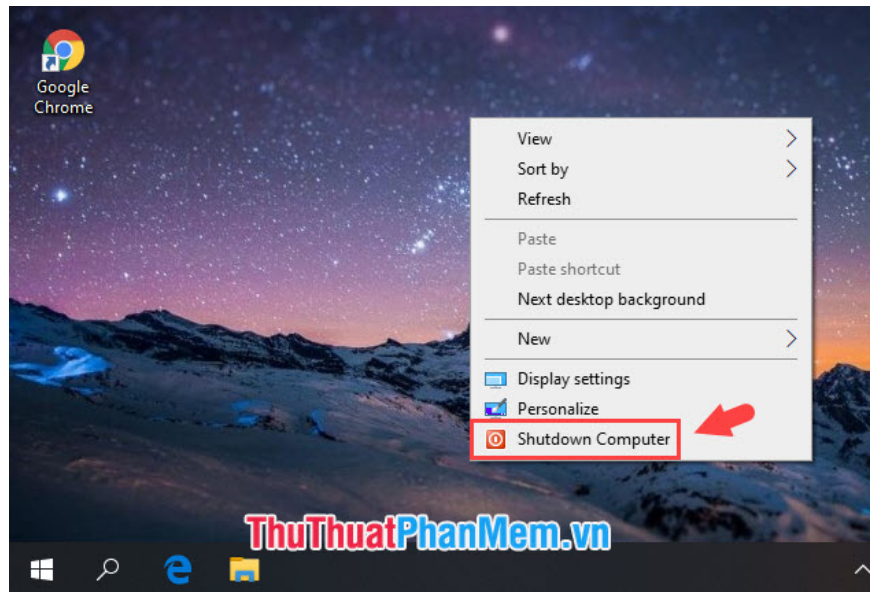 Google
Chrome
View
Sort by
Refresh
Paste
Paste shortcut
Next desktop background
New
Display settings
Personalize
Shutdown Computer
ThuThuatPhanMem.vn